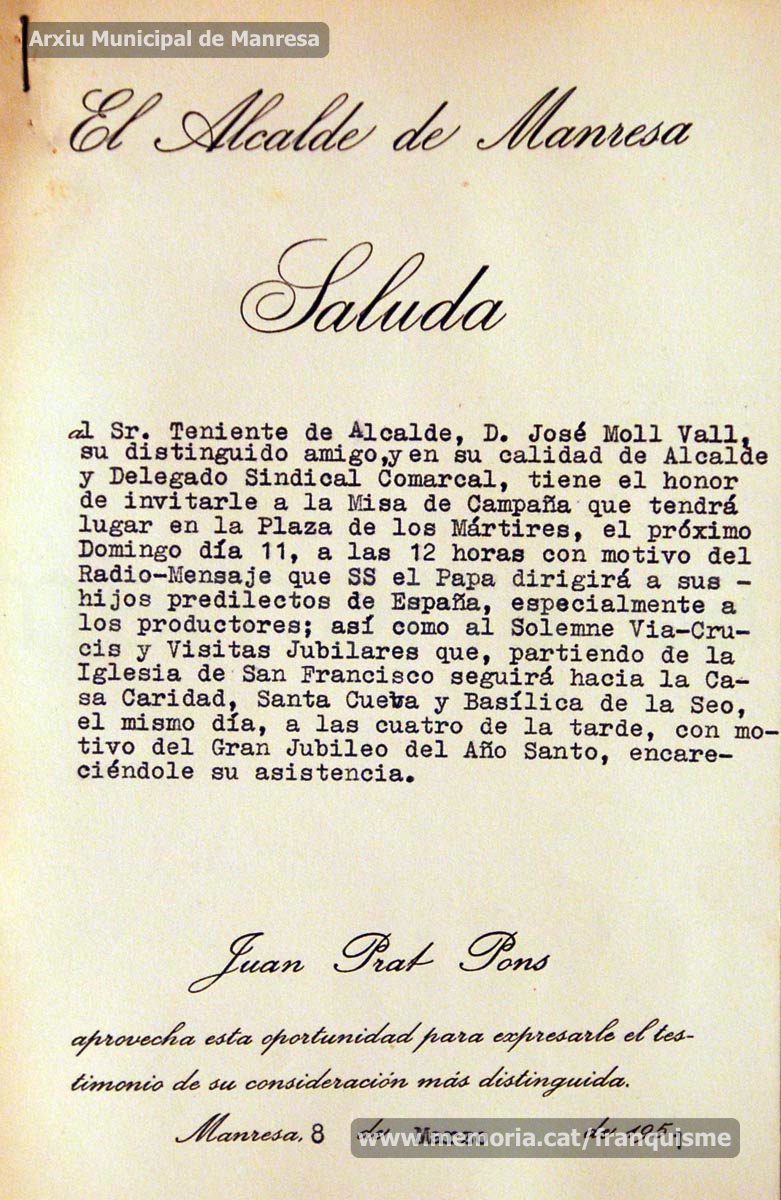 Arxiu Municipal de Manresa
El Alcalde de Manresa
Saluda
al Sr. Teniente de Alcalde, D. José Moll Vall,
su distinguido amigo, y en su calidad de Alcalde
y Delegado Sindical Comarcal, tiene el honor
de invitarle a la Misa de Campaña que tendrá
lugar en la Plaza de los Mártires, el próximo
Domingo día 11, a las 12 horas con motivo del
Radio-Mensaje que SS el Papa dirigirá a sus -
hijos predilectos de España, especialmente a
los productores; así como al Solemne Via-Cru-
cis y Visitas Jubilares que, partiendo de la
Iglesia de San Francisco seguirá hacia la Ca-
sa Caridad, Santa Cueva y Basílica de la Seo,
el mismo día, a las cuatro de la tarde, con mo-
tivo del Gran Jubileo del Año Santo, encare-
ciéndole su asistencia.
Juan Prat Pons
aprovecha esta oportunidad para expresarle el tes-
timonio de su consideración más distinguida.
Manresa, 8 de Marzo de 1951
www.memoria.cat/franquisme